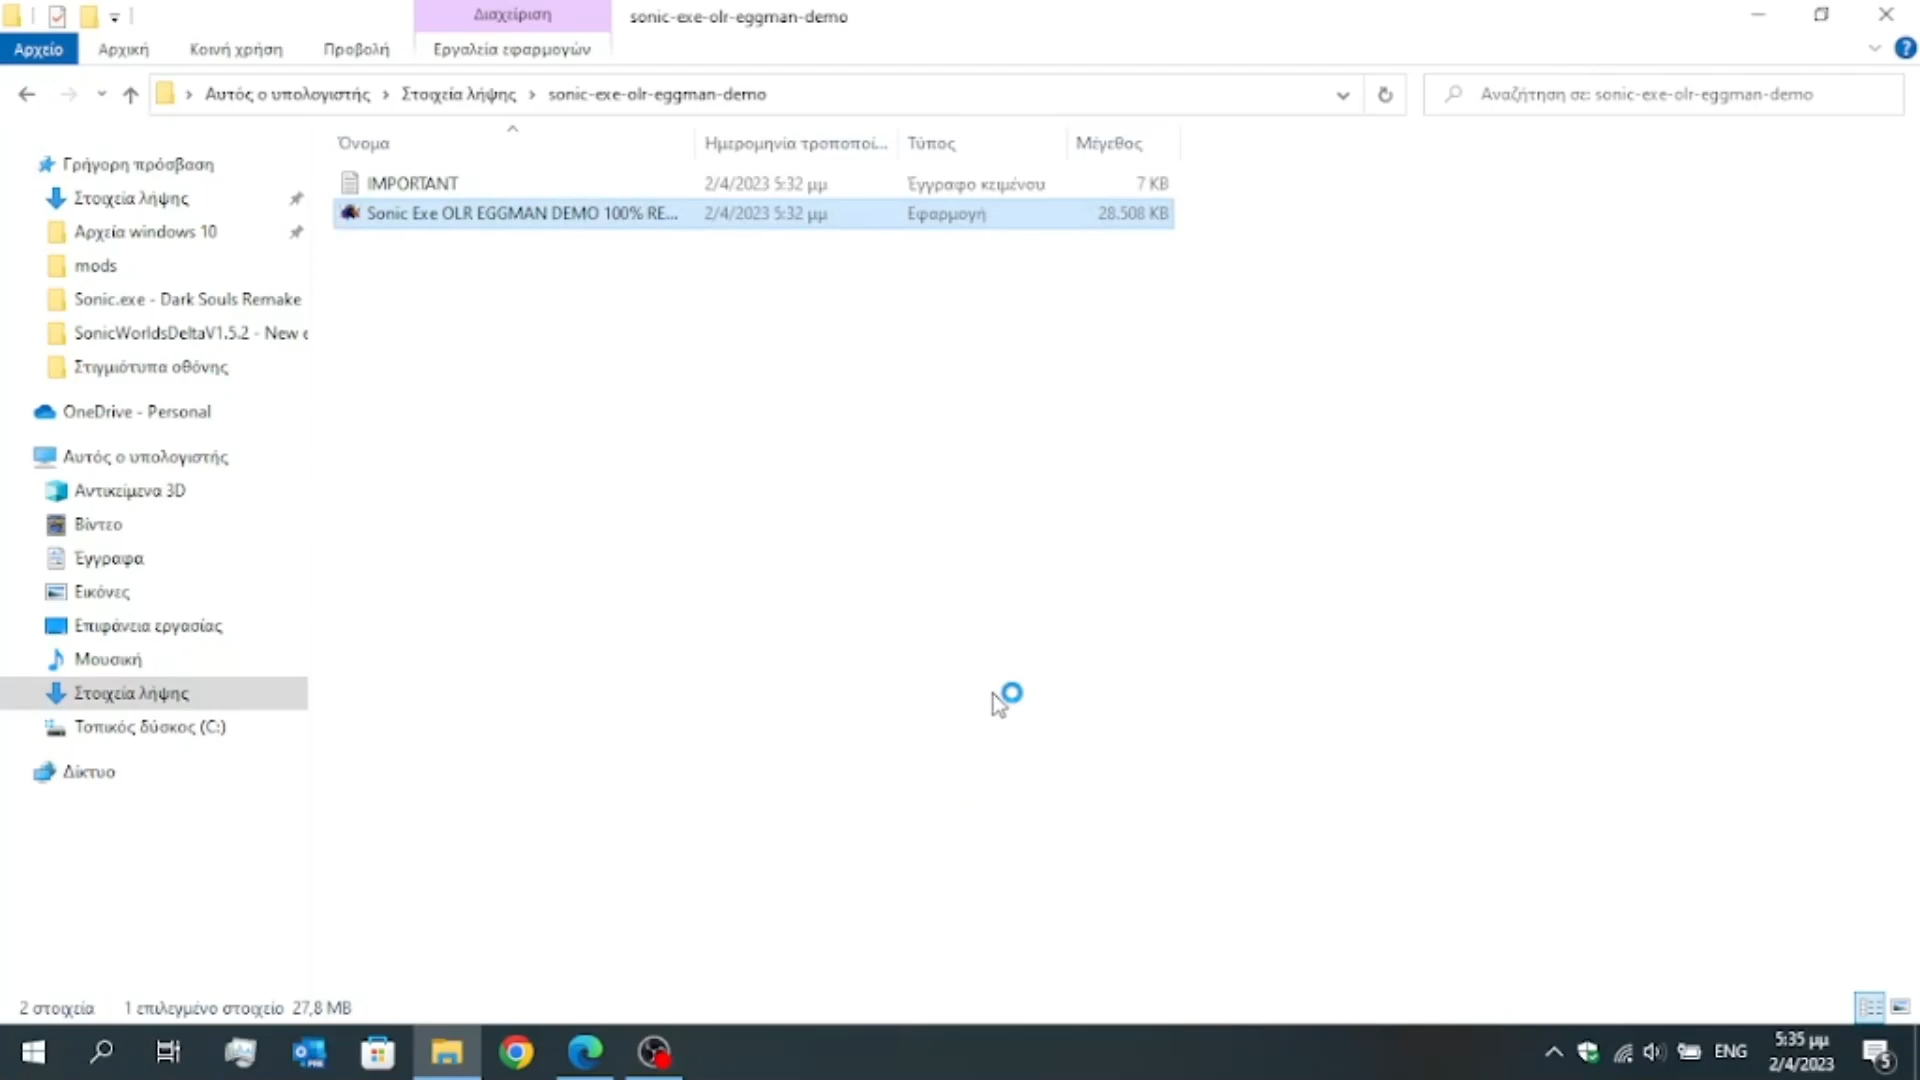 Διαχείριση
sonic-exe-olr-eggman-demo
Αρχείο
Αρχική
Κοινή χρήση
Προβολή
Εργαλεία εφαρμογών
Αυτός ο υπολογιστής
Στοιχεία λήψης
sonic-exe-olr-eggman-demo
Αναζήτηση σε: sonic-exe-olr-eggman-demo
Όνομα
Ημερομηνία τροποποί...
Τύπος
Μέγεθος
IMPORTANT
2/4/2023 5:32 μμ
Έγγραφο κειμένου
7 KB
Sonic Exe OLR EGGMAN DEMO 100% RE...
2/4/2023 5:32 μμ
Εφαρμογή
28.508 KB
Γρήγορη πρόσβαση
Στοιχεία λήψης
Αρχεία windows 10
mods
Sonic.exe - Dark Souls Remake
SonicWorldsDeltaV1.5.2 - New
Στιγμιότυπα οθόνης
OneDrive - Personal
Αυτός ο υπολογιστής
Αντικείμενα 3D
Βίντεο
Έγγραφα
Εικόνες
Επιφάνεια εργασίας
Μουσική
Στοιχεία λήψης
Τοπικός δίσκος (C:)
Δίκτυο
2 στοιχεία
1 επιλεγμένο στοιχείο 27,8 MB
ENG
5:35 μμ
2/4/2023
5